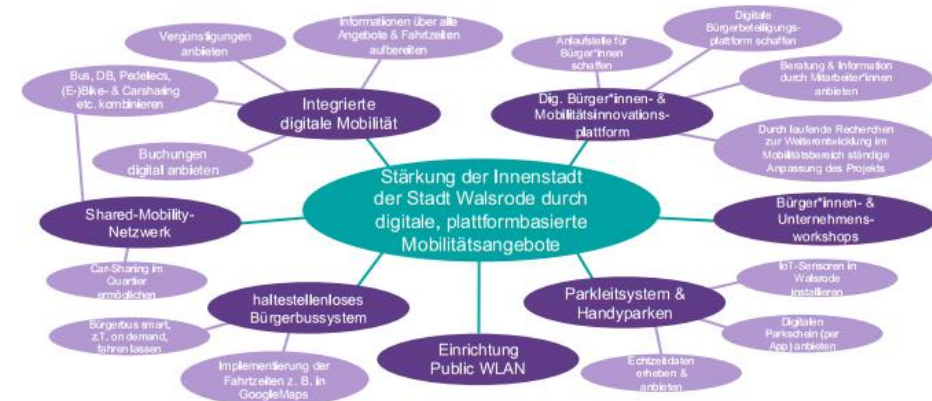 Informationen über alle
Angebote & Fahrtzeiten
aufbereiten
Vergünstigungen
anbieten
Bus, DB, Pedelecs,
(E-)Bike- & Carsharing
etc. kombinieren
Integrierte
digitale Mobilität
Buchungen
digital anbieten
Digitale
Bürgerbeteiligungs-
plattform schaffen
Anlaufstelle für
Bürger*innen
schaffen
Beratung & Information
durch Mitarbeiter*innen
anbieten
Dig. Bürger*innen- &
Mobilitätsinnovations-
plattform
Durch laufende Recherchen
zur Weiterentwicklung im
Mobilitätsbereich ständige
Anpassung des Projekts
Stärkung der Innenstadt
der Stadt Walsrode durch
digitale, plattformbasierte
Mobilitätsangebote
Shared-Mobility-
Netzwerk
Car-Sharing im
Quartier
ermöglichen
Bürger*innen- &
Unternehmens-
workshops
haltestellenloses
Bürgerbussystem
Bürgerbus smart,
z.T. on demand,
fahren lassen
Implementierung der
Fahrtzeiten z. B. in
GoogleMaps
Einrichtung
Public WLAN
Parkleitsystem &
Handyparken
IoT-Sensoren in
Walsrode
installieren
Digitalen
Parkschein (per
App) anbieten
Echtzeitdaten
erheben &
anbieten